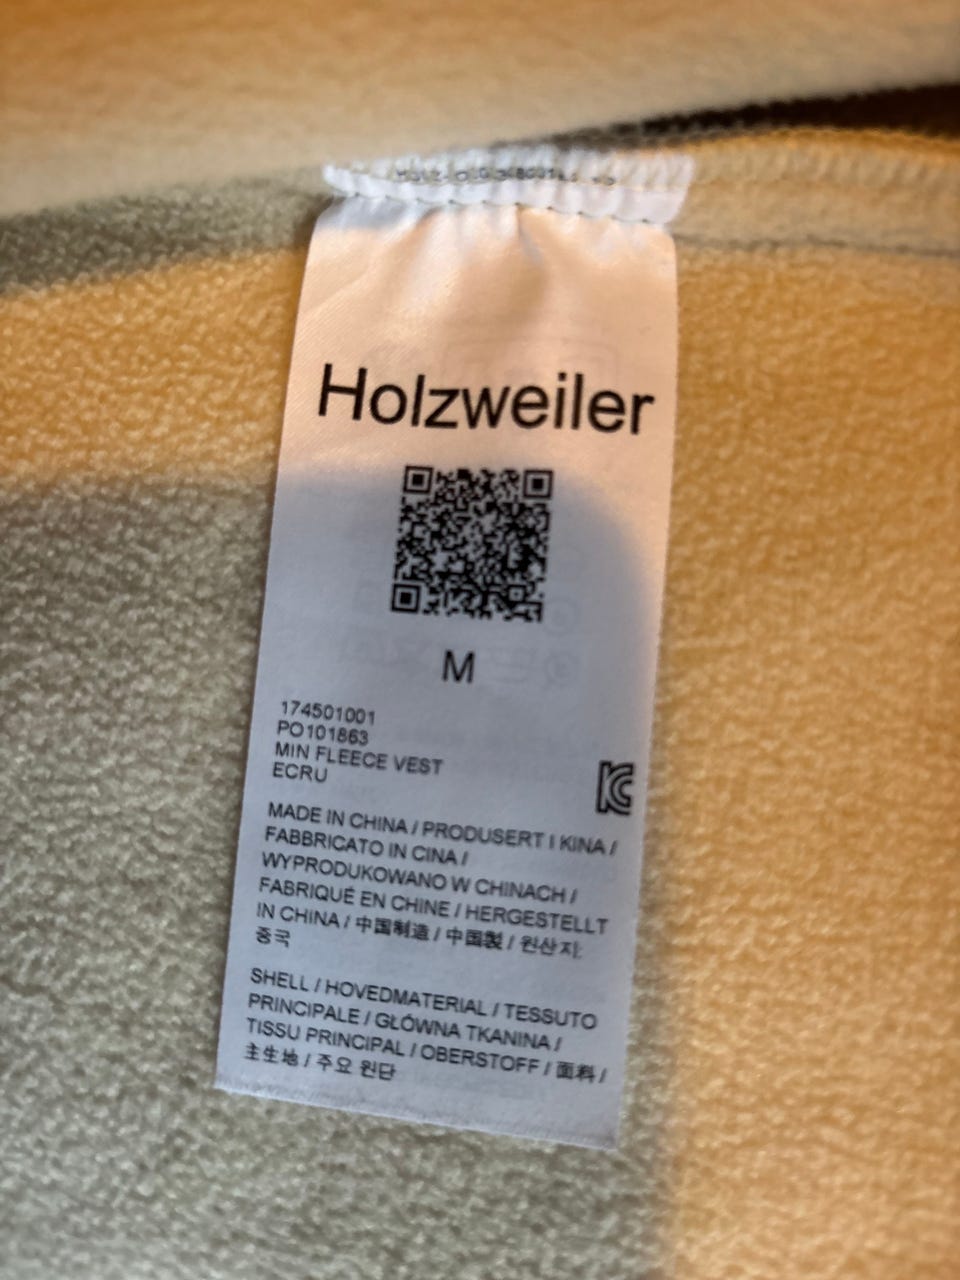 Holzweiler
M
174501001
PO101863
MIN FLEECE VEST
ECRU
MADE IN CHINA / PRODUSERT I KINA /
FABBRICATO IN CINA /
WYPRODUKOWANO W CHINACH /
FABRIQUÉ EN CHINE / HERGESTELLT
IN CHINA / 中国制造 / 中国製 / 원산지:
중국
SHELL / HOVEDMATERIAL / TESSUTO
PRINCIPALE / GŁÓWNA TKANINA /
TISSU PRINCIPAL / OBERSTOFF / 面料 /
主生地 / 주요 원단